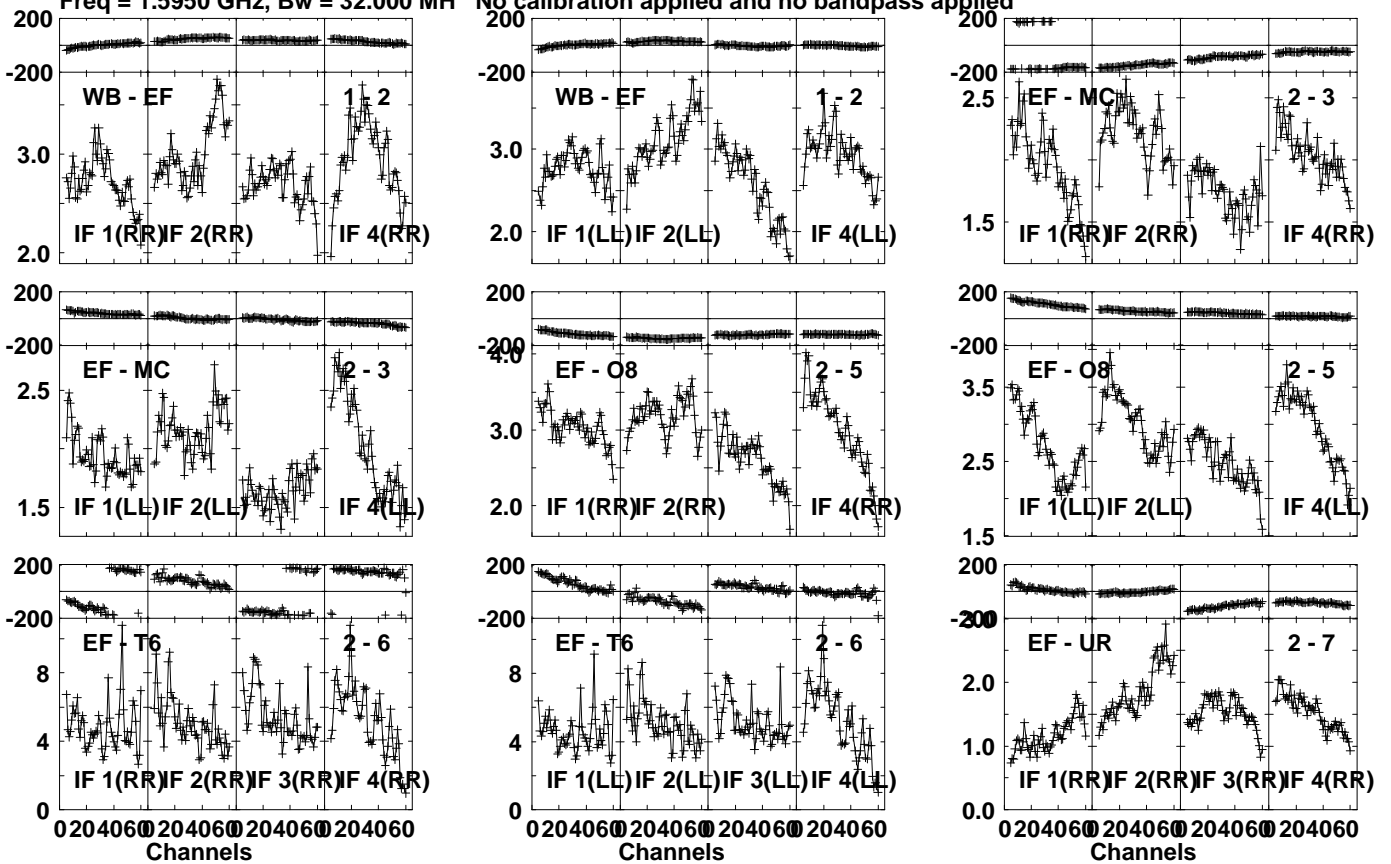 Freq = 1.5950 GHz, Bw = 32.000 MH No calibration applied and no bandpass applied
200 200 200
-200 -200 -200
WB - EF 1 - 2 WB - EF 1 - 2 EF - MC 2 - 3
3.0 3.0 2.5
2.0 2.0 1.5
IF 1(RR) IF 2(RR) IF 4(RR) IF 1(LL) IF 2(LL) IF 4(LL) IF 1(RR) IF 2(RR) IF 4(RR)
200 200 200
-200 -200 -200
EF - MC 2 - 3 EF - O8 2 - 5 EF - O8 2 - 5
2.5 4.0 3.5
1.5 3.0 2.5
2.0 1.5
IF 1(LL) IF 2(LL) IF 4(LL) IF 1(RR) IF 2(RR) IF 4(RR) IF 1(LL) IF 2(LL) IF 4(LL)
200 200 200
-200 -200 -200
EF - T6 2 - 6 EF - T6 2 - 6 EF - UR 2 - 7
8 8 3.0
4 4 2.0
0 0 1.0
0.0
IF 1(RR) IF 2(RR) IF 3(RR) IF 4(RR) IF 1(LL) IF 2(LL) IF 3(LL) IF 4(LL) IF 1(RR) IF 2(RR) IF 3(RR) IF 4(RR)
0 20 40 60 0 20 40 60 0 20 40 60 0 20 40 60 0 20 40 60 0 20 40 60 0 20 40 60 0 20 40 60 0 20 40 60 0 20 40 60 0 20 40 60 0 20 40 60
Channels Channels Channels